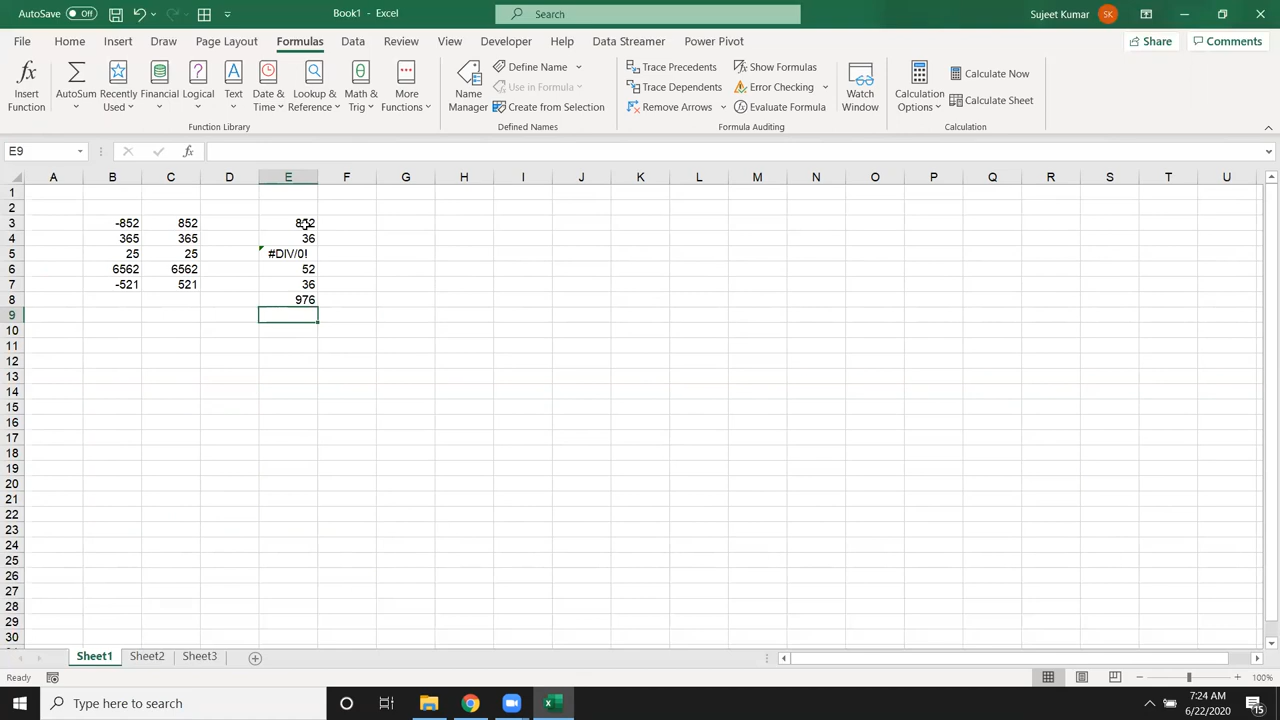 AutoSave Off Book1 - Excel Search Sujeet Kumar SK
File Home Insert Draw Page Layout Formulas Data Review View Developer Help Data Streamer Power Pivot Share Comments
Insert Function
AutoSum
Recently Used
Financial
Logical
Text
Date & Time
Lookup & Reference
Math & Trig
More Functions
Function Library
Name Manager
Define Name
Use in Formula
Create from Selection
Defined Names
Trace Precedents
Trace Dependents
Remove Arrows
Show Formulas
Error Checking
Evaluate Formula
Formula Auditing
Watch Window
Calculation Options
Calculate Now
Calculate Sheet
Calculation
E9 fx
A B C D E F G H I J K L M N O P Q R S T U
1
2
3 -852 852 852
4 365 365 36
5 25 25 #DIV/0!
6 6562 6562 52
7 -521 521 36
8 976
9
10
11
12
13
14
15
16
17
18
19
20
21
22
23
24
25
26
27
28
29
30
Sheet1 Sheet2 Sheet3
Ready 100%
Type here to search 7:24 AM
6/22/2020 15